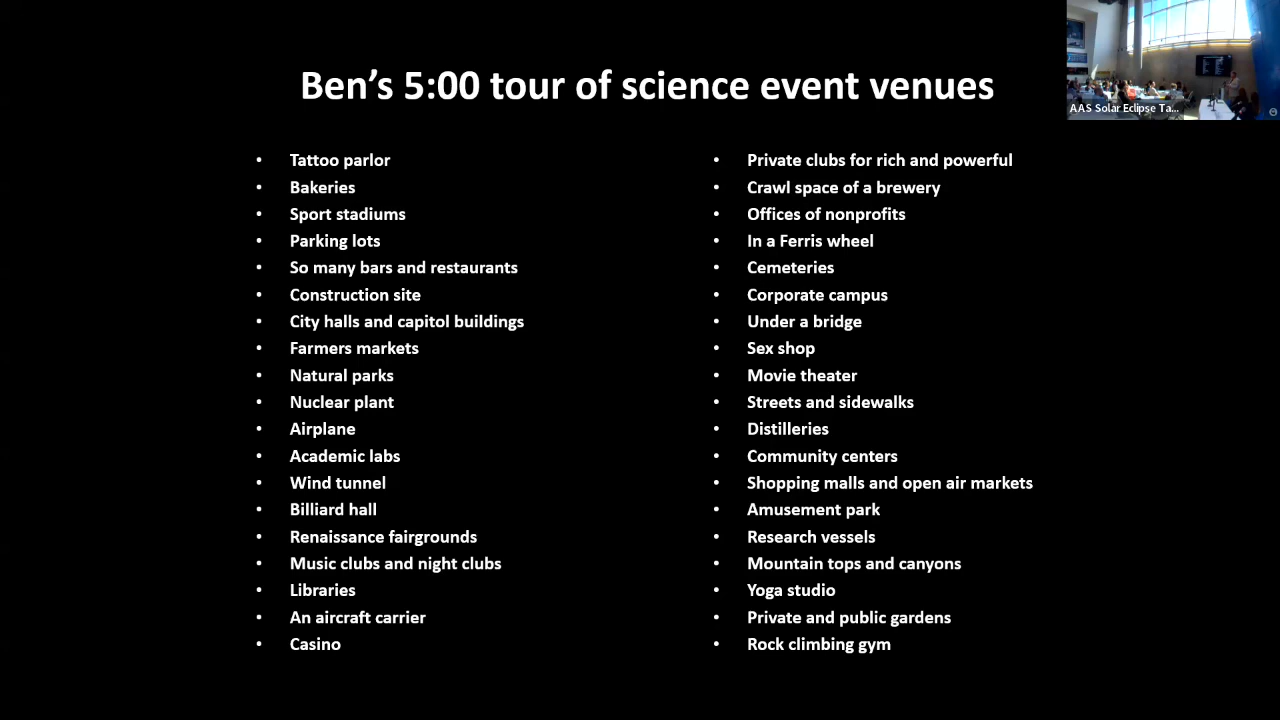 Ben's 5:00 tour of science event venues
AAS Solar Eclipse Ta...
• Tattoo parlor
• Bakeries
• Sport stadiums
• Parking lots
• So many bars and restaurants
• Construction site
• City halls and capitol buildings
• Farmers markets
• Natural parks
• Nuclear plant
• Airplane
• Academic labs
• Wind tunnel
• Billiard hall
• Renaissance fairgrounds
• Music clubs and night clubs
• Libraries
• An aircraft carrier
• Casino
• Private clubs for rich and powerful
• Crawl space of a brewery
• Offices of nonprofits
• In a Ferris wheel
• Cemeteries
• Corporate campus
• Under a bridge
• Sex shop
• Movie theater
• Streets and sidewalks
• Distilleries
• Community centers
• Shopping malls and open air markets
• Amusement park
• Research vessels
• Mountain tops and canyons
• Yoga studio
• Private and public gardens
• Rock climbing gym